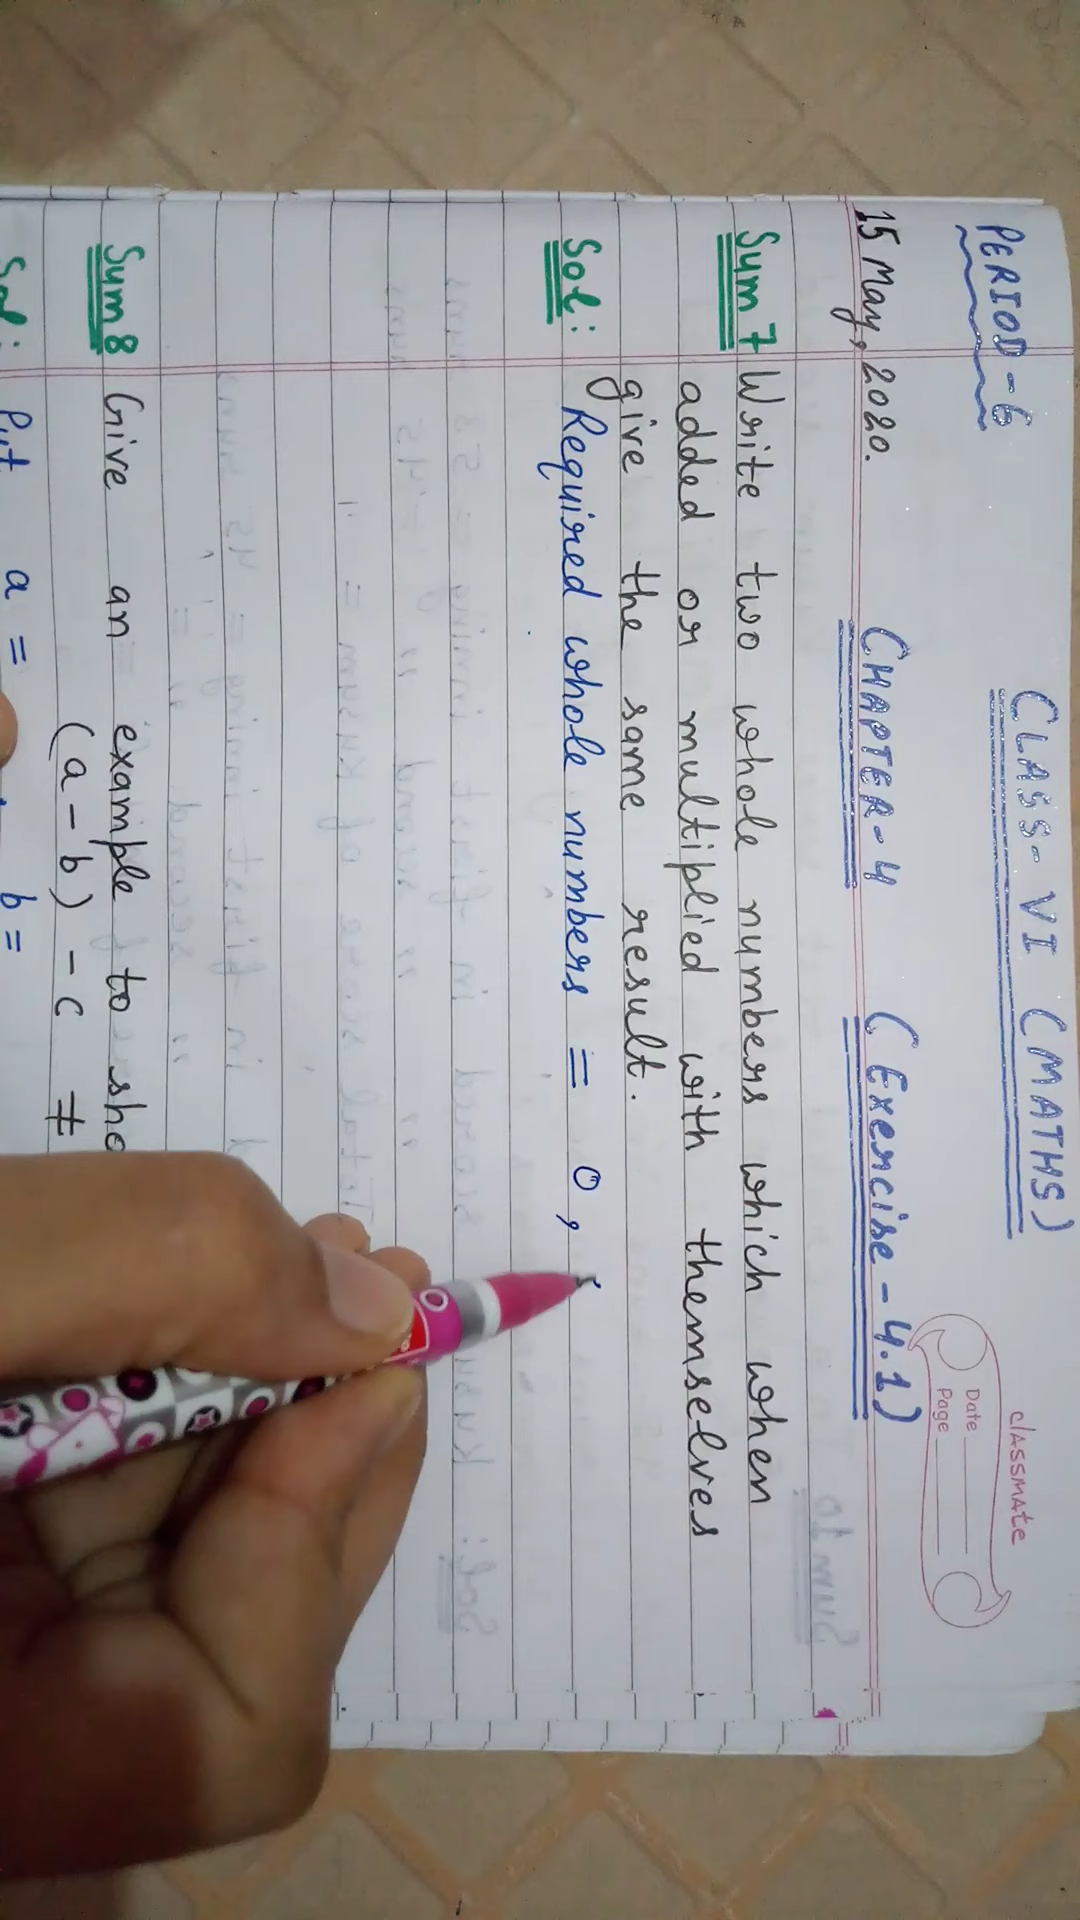 CLASSMATE
Date
Page
CLASS- VI (MATHS)
PERIOD-6
CHAPTER-4 (Exercise-4.1)
15 May, 2020.
Sum 7 Write two whole numbers which when
added or multiplied with themselves
give the same result.
Sol: Required whole numbers = 0,
Sum 8 Give an example to sho
(a-b) - c ≠
Sol: Put a = b =